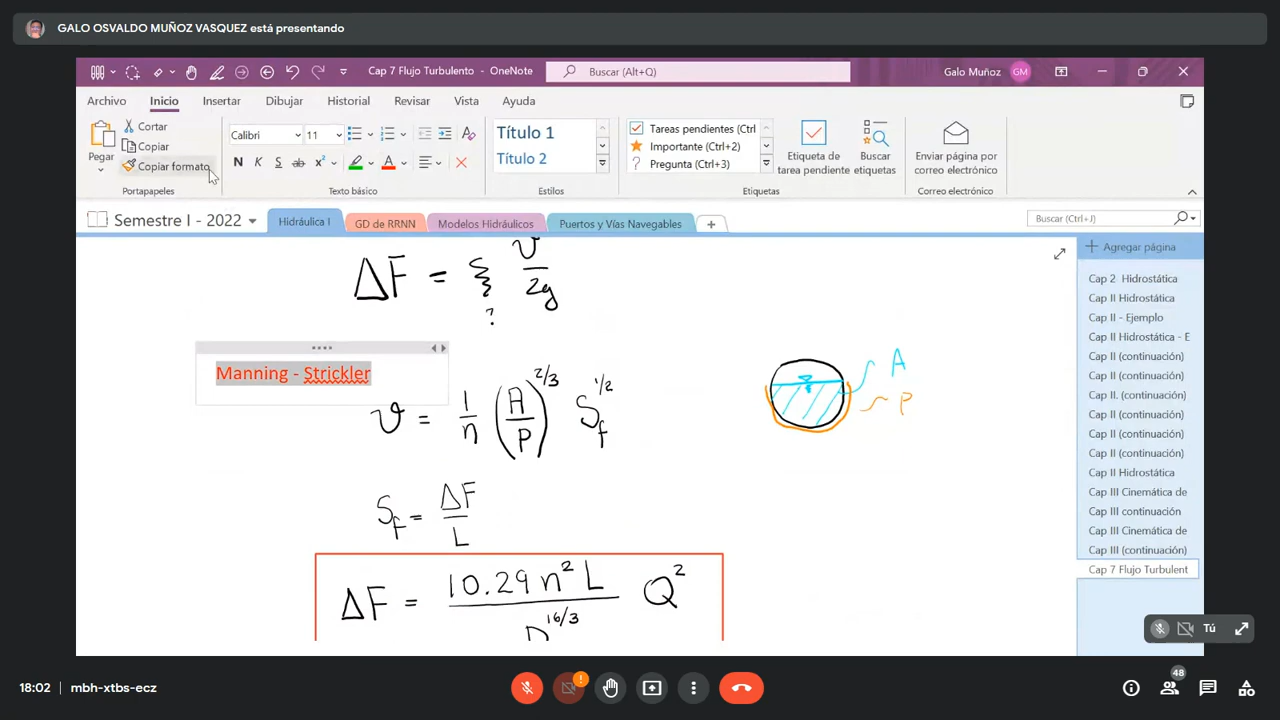 GALO OSVALDO MUÑOZ VASQUEZ está presentando
Cap 7 Flujo Turbulento - OneNote
Buscar (Alt+Q)
Galo Muñoz GM
Archivo Inicio Insertar Dibujar Historial Revisar Vista Ayuda
Pegar
Cortar
Copiar
Copiar formato
Portapapeles
Calibri 11
N K S ab x² A
Texto básico
Título 1
Título 2
Estilos
Tareas pendientes (Ctrl
Importante (Ctrl+2)
Pregunta (Ctrl+3)
Etiqueta de
tarea pendiente
Buscar
etiquetas
Etiquetas
Enviar página por
correo electrónico
Correo electrónico
Semestre I - 2022
Hidráulica I
GD de RRNN
Modelos Hidráulicos
Puertos y Vías Navegables
Buscar (Ctrl+J)
ΔF = ξ v/2g
?
Manning - Strickler
v = 1/n (A/P)^2/3 S_f^1/2
A
P
S_f = ΔF/L
ΔF = 10.29 n² L / D^16/3 Q²
Agregar página
Cap 2 Hidrostática
Cap II Hidrostática
Cap II - Ejemplo
Cap II Hidrostática - E
Cap II (continuación)
Cap II (continuación)
Cap II. (continuación)
Cap II (continuación)
Cap II (continuación)
Cap II (continuación)
Cap II Hidrostática
Cap III Cinemática de
Cap III continuación
Cap III Cinemática de
Cap III (continuación)
Cap 7 Flujo Turbulent
Tú
18:02 mbh-xtbs-ecz
48